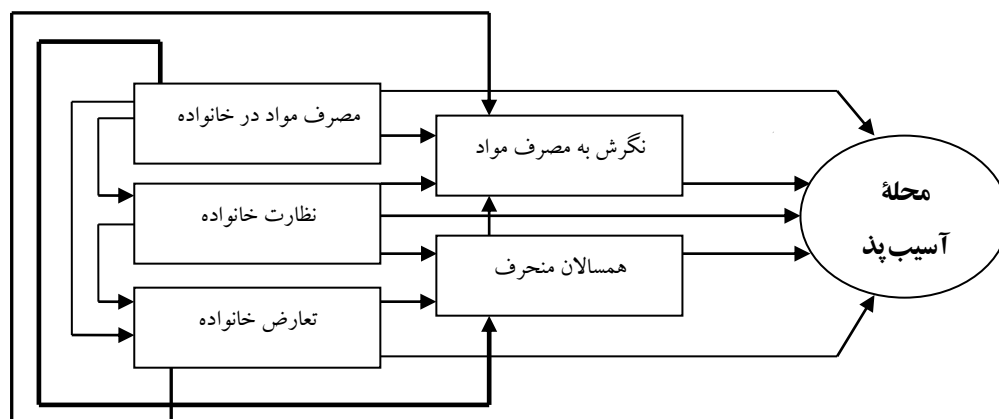 مصرف مواد در خانواده
نگرش به مصرف مواد
نظارت خانواده
همسالان منحرف
تعارض خانواده
محلهٔ
آسیب‌پذ